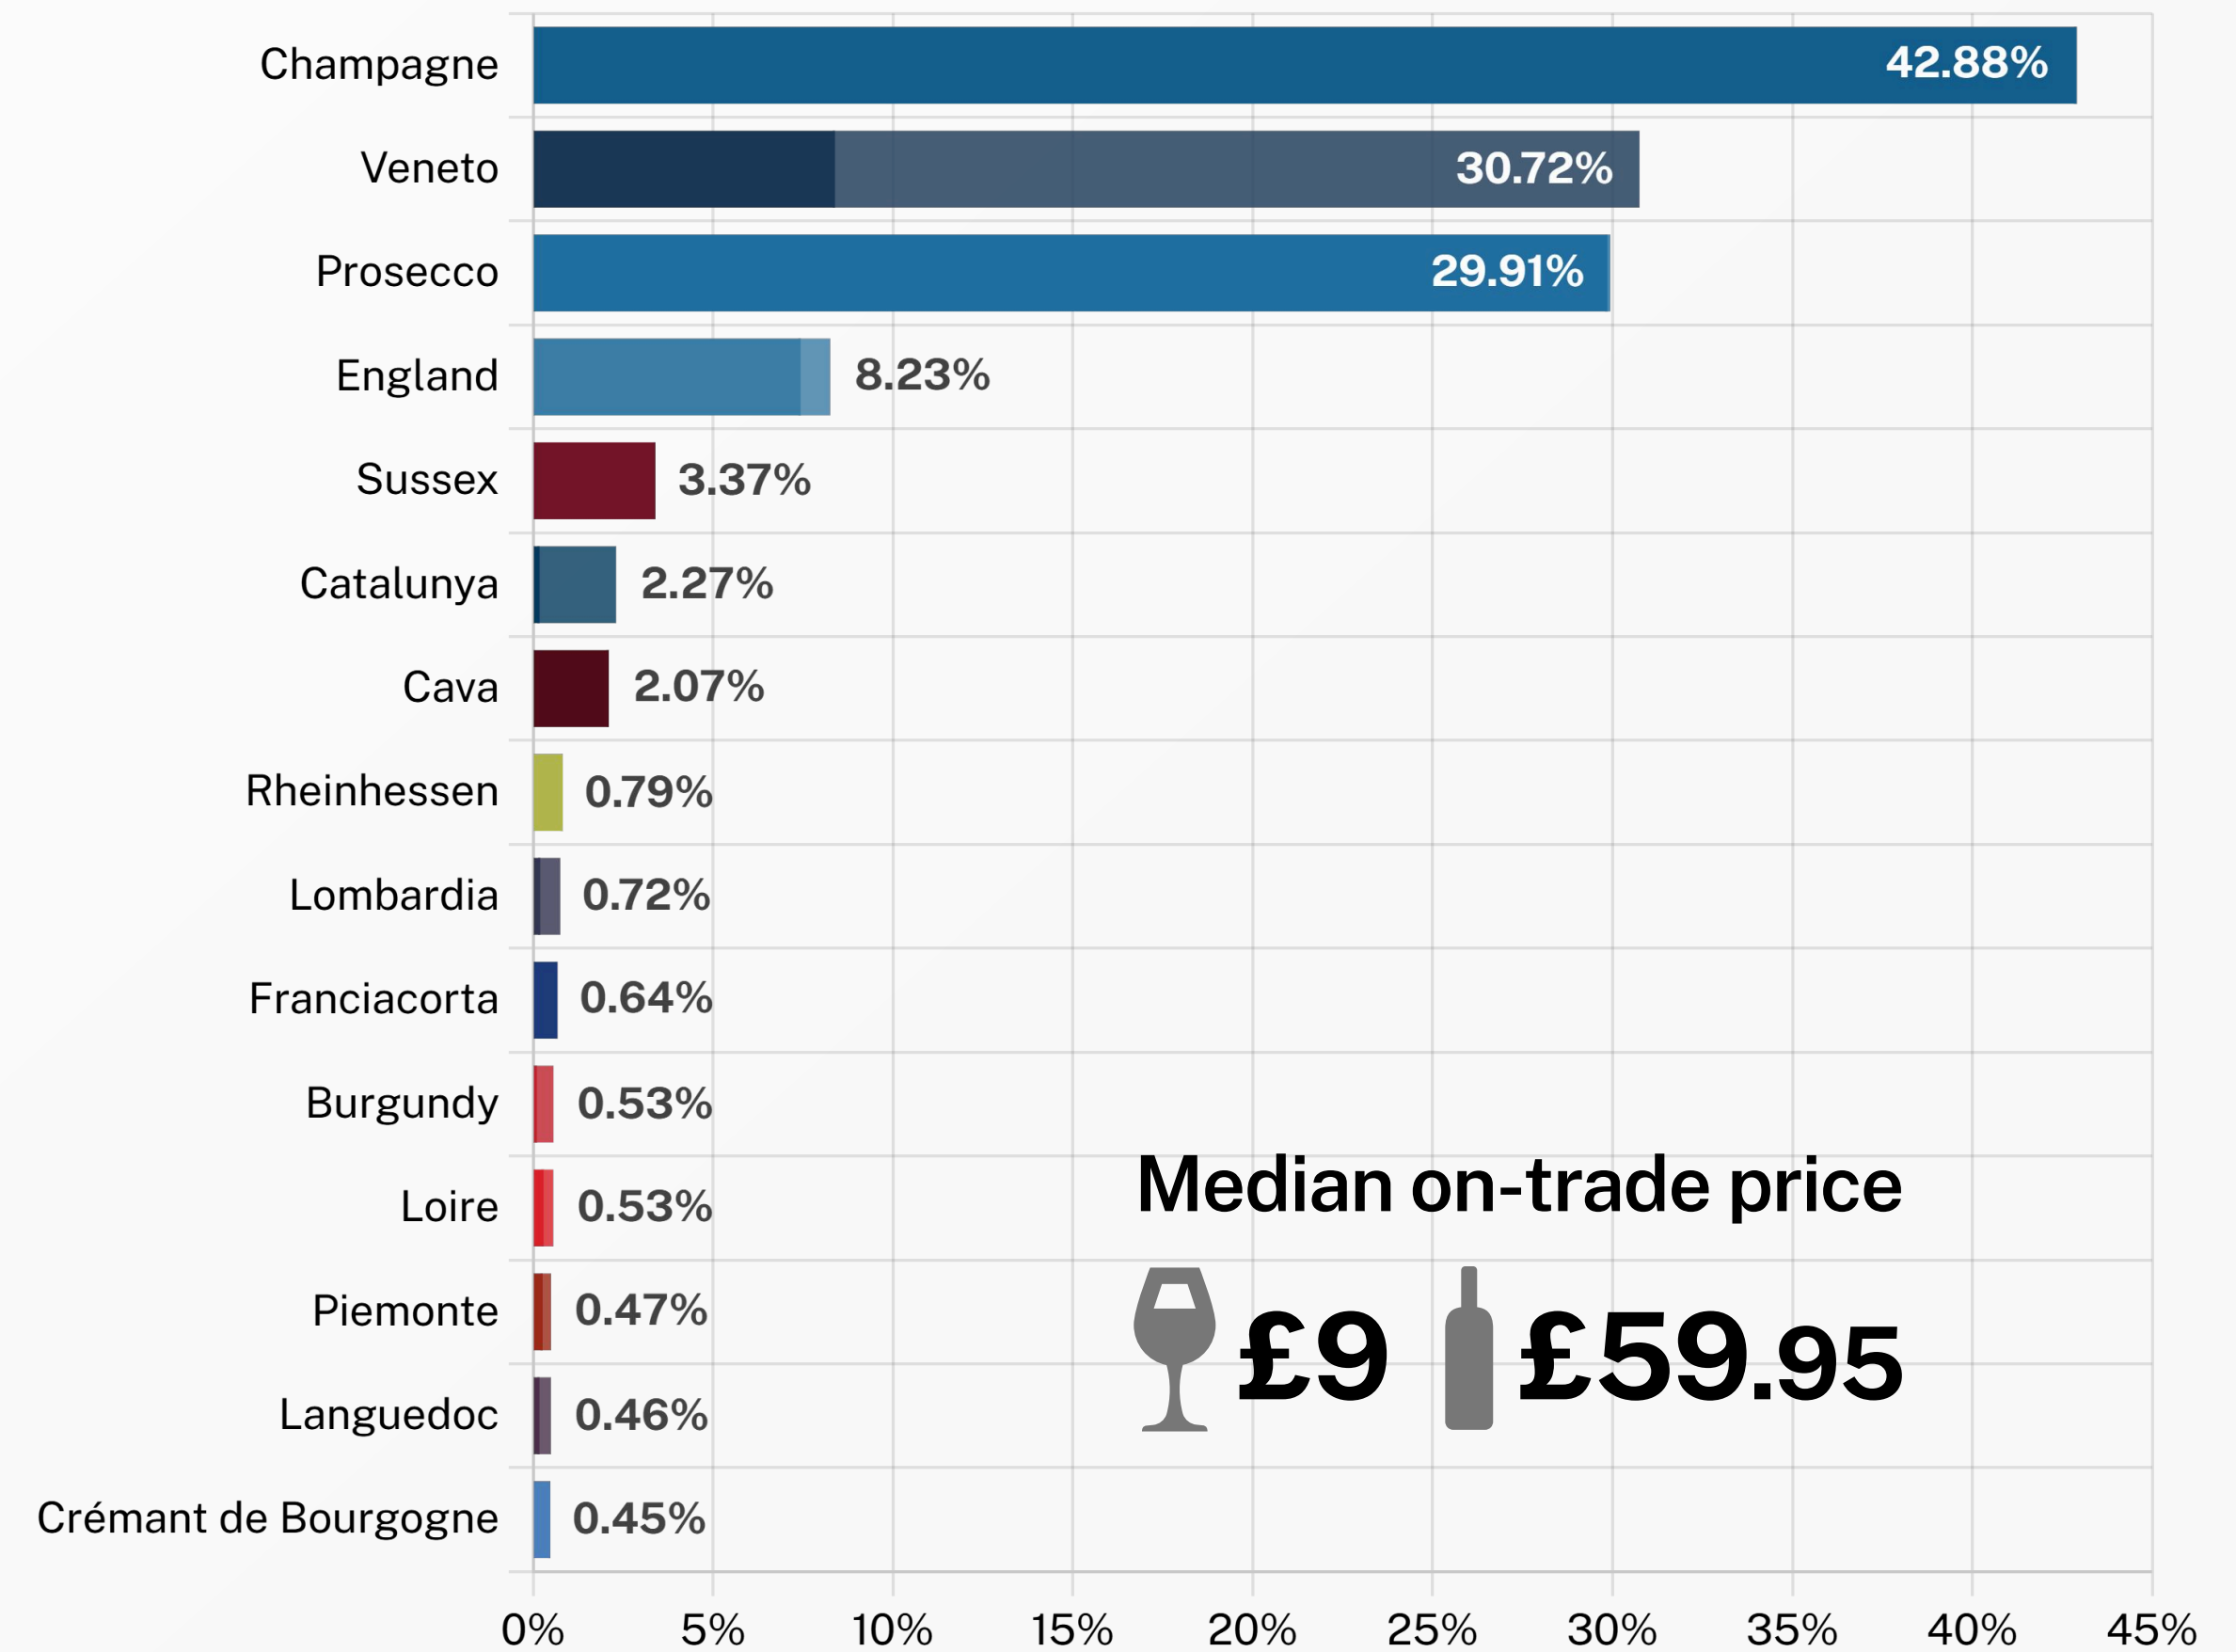 Champagne 42.88%
Veneto 30.72%
Prosecco 29.91%
England 8.23%
Sussex 3.37%
Catalunya 2.27%
Cava 2.07%
Rheinhessen 0.79%
Lombardia 0.72%
Franciacorta 0.64%
Burgundy 0.53%
Loire 0.53%
Piemonte 0.47%
Languedoc 0.46%
Crémant de Bourgogne 0.45%
Median on-trade price
£9 £59.95
0% 5% 10% 15% 20% 25% 30% 35% 40% 45%